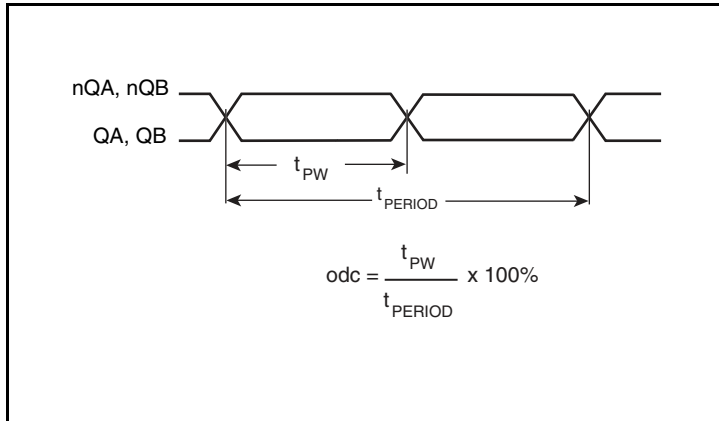 nQA, nQB
QA, QB
tPW
tPERIOD
odc = tPW / tPERIOD x 100%